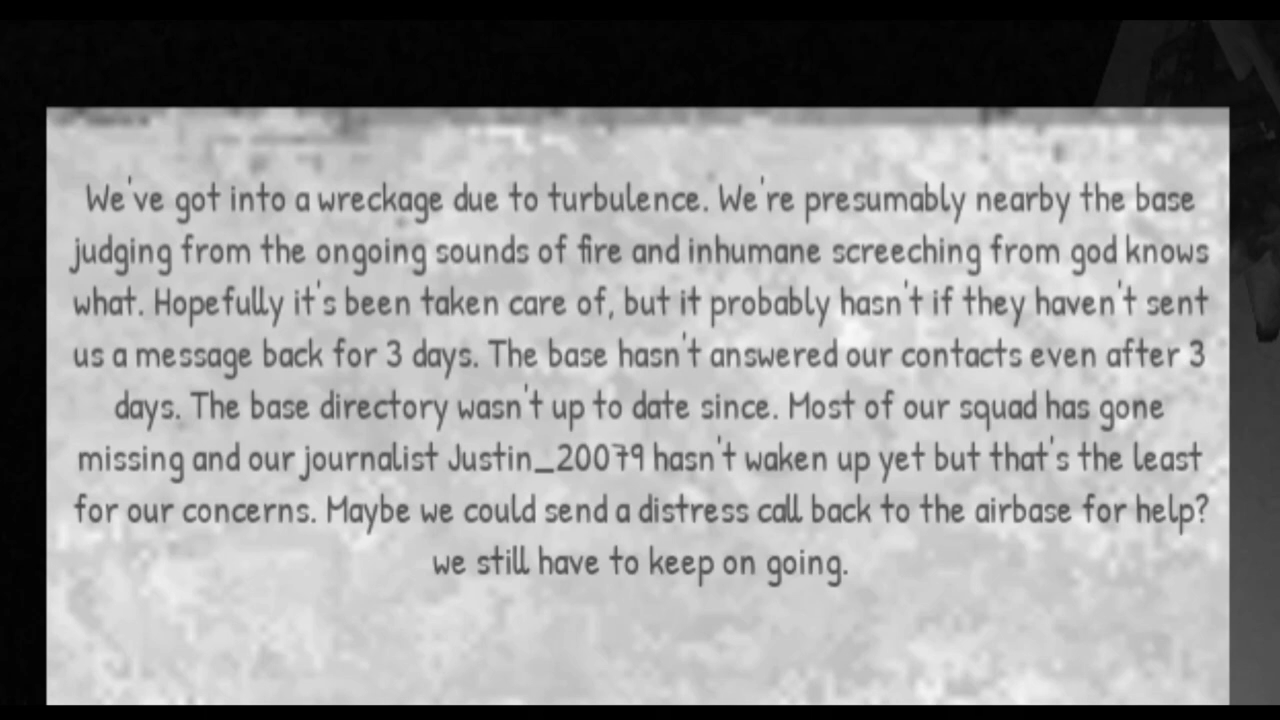 We've got into a wreckage due to turbulence. We're presumably nearby the base
judging from the ongoing sounds of fire and inhumane screeching from god knows
what. Hopefully it's been taken care of, but it probably hasn't if they haven't sent
us a message back for 3 days. The base hasn't answered our contacts even after 3
days. The base directory wasn't up to date since. Most of our squad has gone
missing and our journalist Justin_20079 hasn't waken up yet but that's the least
for our concerns. Maybe we could send a distress call back to the airbase for help?
we still have to keep on going.